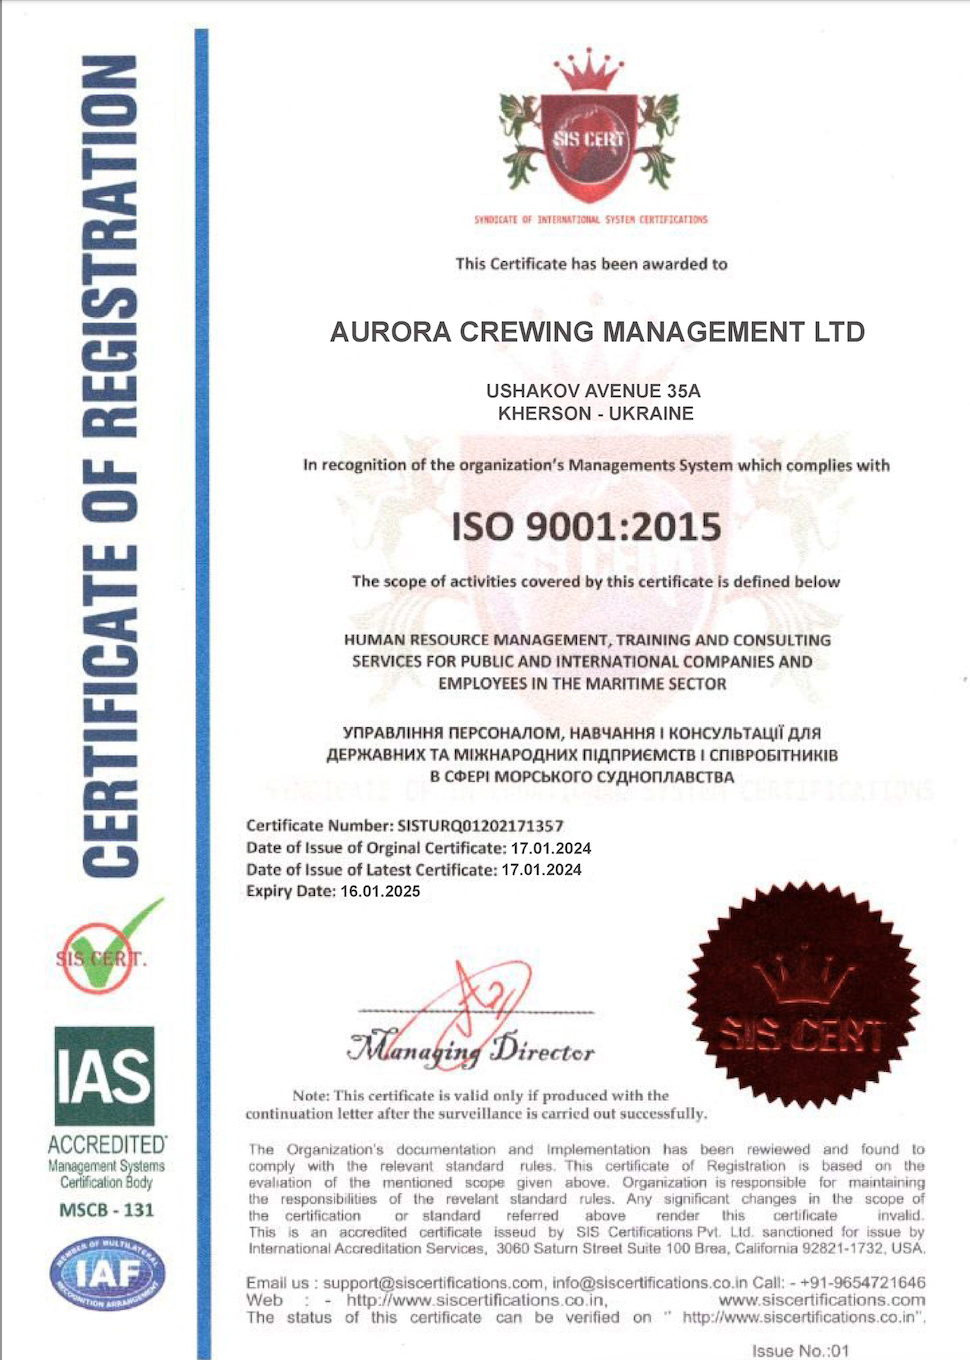 CERTIFICATE OF REGISTRATION
SIS CERT
SYNDICATE OF INTERNATIONAL SYSTEM CERTIFICATIONS
This Certificate has been awarded to
AURORA CREWING MANAGEMENT LTD
USHAKOV AVENUE 35A
KHERSON - UKRAINE
In recognition of the organization's Managements System which complies with
ISO 9001:2015
The scope of activities covered by this certificate is defined below
HUMAN RESOURCE MANAGEMENT, TRAINING AND CONSULTING
SERVICES FOR PUBLIC AND INTERNATIONAL COMPANIES AND
EMPLOYEES IN THE MARITIME SECTOR
УПРАВЛІННЯ ПЕРСОНАЛОМ, НАВЧАННЯ І КОНСУЛЬТАЦІЇ ДЛЯ
ДЕРЖАВНИХ ТА МІЖНАРОДНИХ ПІДПРИЄМСТВ І СПІВРОБІТНИКІВ
В СФЕРІ МОРСЬКОГО СУДНОПЛАВСТВА
SYNDICATE OF INTERNATIONAL SYSTEM CERTIFICATIONS
Certificate Number: SISTURQ01202171357
Date of Issue of Orginal Certificate: 17.01.2024
Date of Issue of Latest Certificate: 17.01.2024
Expiry Date: 16.01.2025
SIS CERT.
SIS CERT
Managing Director
IAS
ACCREDITED
Management Systems
Certification Body
MSCB - 131
MEMBER OF MULTILATERAL
IAF
RECOGNITION ARRANGEMENT
Note: This certificate is valid only if produced with the
continuation letter after the surveillance is carried out successfully.
The Organization's documentation and Implementation has been rewiewed and found to
comply with the relevant standard rules. This certificate of Registration is based on the
evaliation of the mentioned scope given above. Organization is responsible for maintaining
the responsibilities of the revelant standard rules. Any significant changes in the scope of
the certification or standard referred above render this certificate invalid.
This is an accredited certificate isseud by SIS Certifications Pvt. Ltd. sanctioned for issue by
International Accreditation Services, 3060 Saturn Street Suite 100 Brea, California 92821-1732, USA.
Email us : support@siscertifications.com, info@siscertifications.co.in Call: - +91-9654721646
Web : - http://www.siscertifications.co.in, www.siscertifications.com
The status of this certificate can be verified on " http://www.siscertifications.co.in".
Issue No.:01